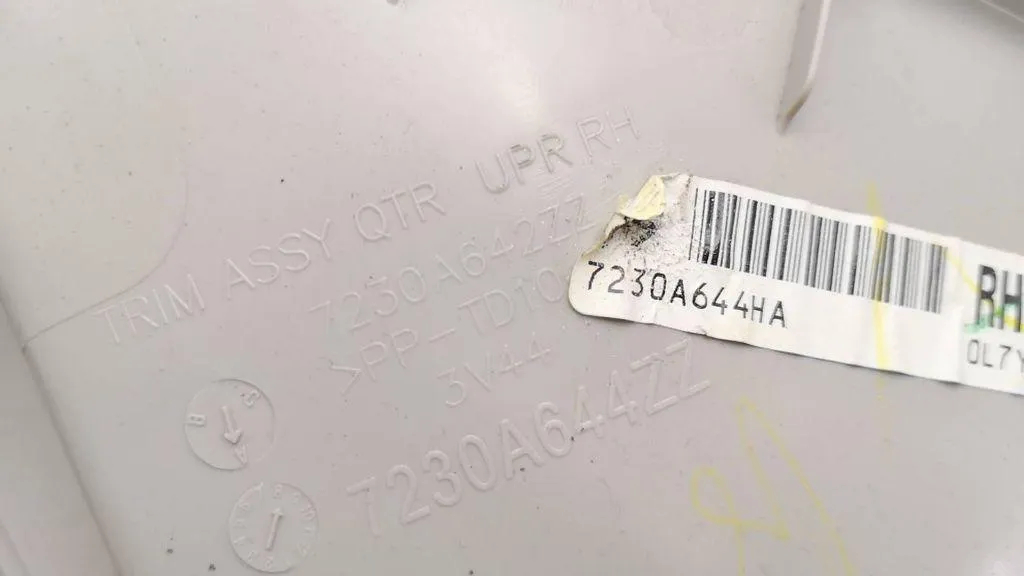 TRIM ASSY QTR UPR RH
7230A642ZZ
>PP-TD10
3V44
7230A644ZZ
7230A644HA
RH
0L7Y